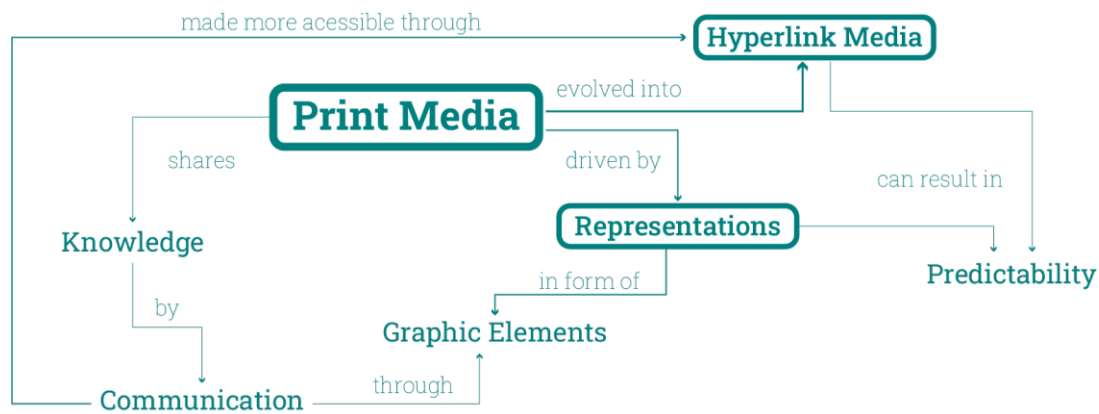 made more acessible through
Hyperlink Media
evolved into
Print Media
shares
driven by
can result in
Representations
Knowledge
Predictability
in form of
by
Graphic Elements
through
Communication